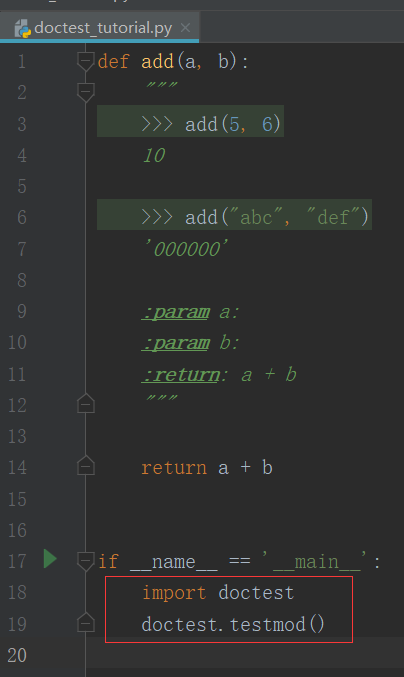 doctest_tutorial.py
1 def add(a, b):
2     """
3     >>> add(5, 6)
4     10
5
6     >>> add("abc", "def")
7     '000000'
8
9     :param a:
10     :param b:
11     :return: a + b
12     """
13
14     return a + b
15
16
17 if __name__ == '__main__':
18     import doctest
19     doctest.testmod()
20